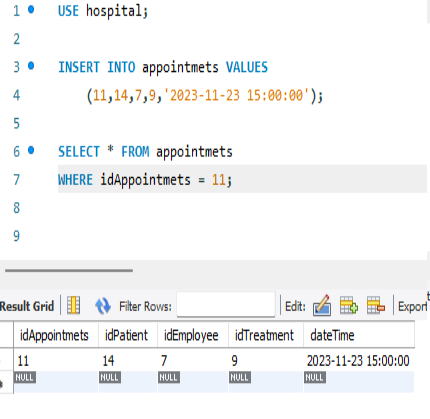 1 USE hospital;
2
3 INSERT INTO appointmets VALUES
4 (11,14,7,9,'2023-11-23 15:00:00');
5
6 SELECT * FROM appointmets
7 WHERE idAppointmets = 11;
8
9
Result Grid Filter Rows: Edit: Export
idAppointmets idPatient idEmployee idTreatment dateTime
11 14 7 9 2023-11-23 15:00:00
NULL NULL NULL NULL NULL